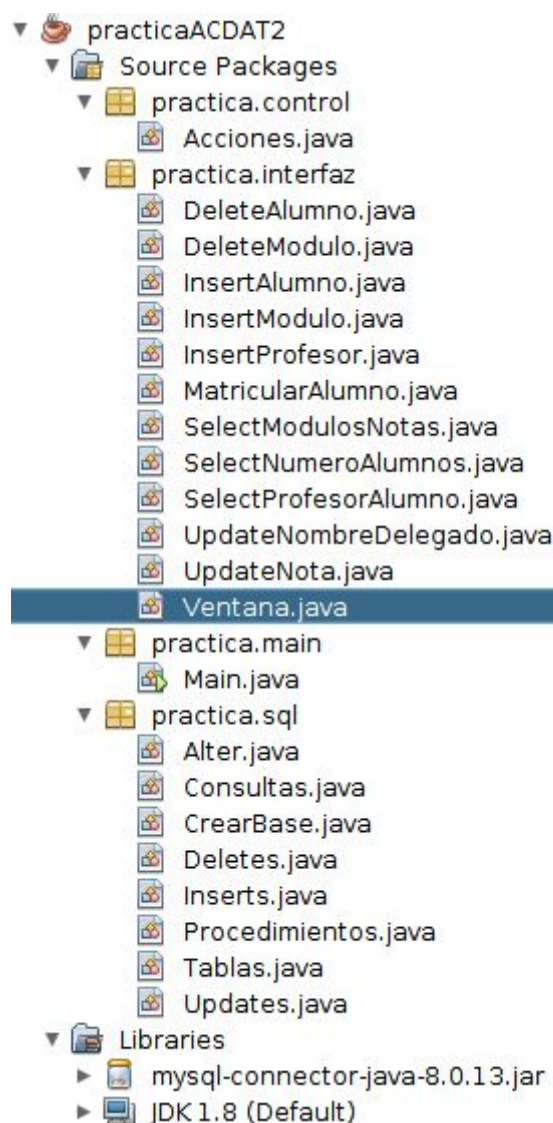 practicaACDAT2
Source Packages
practica.control
Acciones.java
practica.interfaz
DeleteAlumno.java
DeleteModulo.java
InsertAlumno.java
InsertModulo.java
InsertProfesor.java
MatricularAlumno.java
SelectModulosNotas.java
SelectNumeroAlumnos.java
SelectProfesorAlumno.java
UpdateNombreDelegado.java
UpdateNota.java
Ventana.java
practica.main
Main.java
practica.sql
Alter.java
Consultas.java
CrearBase.java
Deletes.java
Inserts.java
Procedimientos.java
Tablas.java
Updates.java
Libraries
mysql-connector-java-8.0.13.jar
JDK 1.8 (Default)